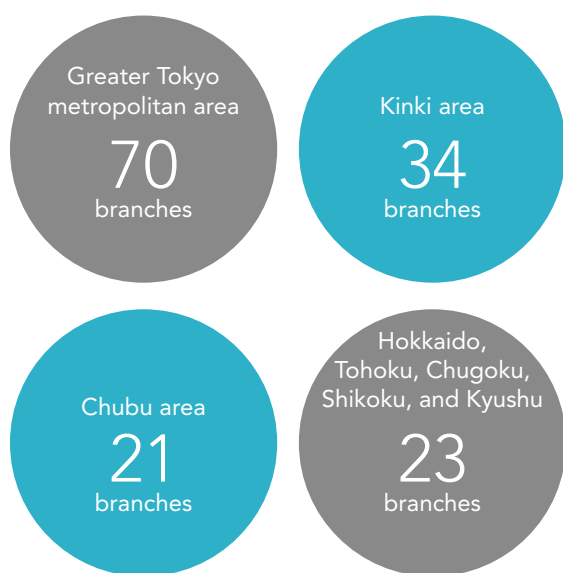 Greater Tokyo
metropolitan area
70
branches
Kinki area
34
branches
Chubu area
21
branches
Hokkaido,
Tohoku, Chugoku,
Shikoku, and Kyushu
23
branches